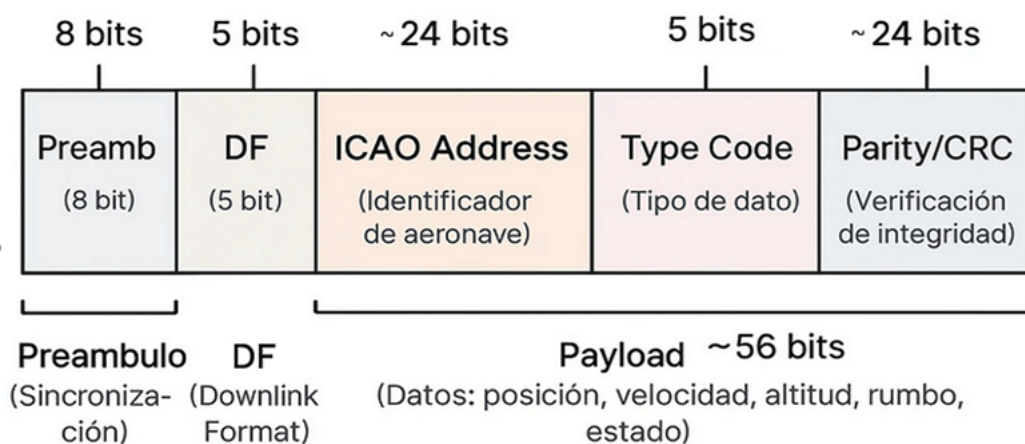 8 bits 5 bits ~24 bits 5 bits ~24 bits
Preamb DF ICAO Address Type Code Parity/CRC
(8 bit) (5 bit) (Identificador (Tipo de dato) (Verificación
de aeronave) de integridad)
Preambulo DF Payload ~56 bits
(Sincroniza- (Downlink (Datos: posición, velocidad, altitud, rumbo,
ción) Format) estado)